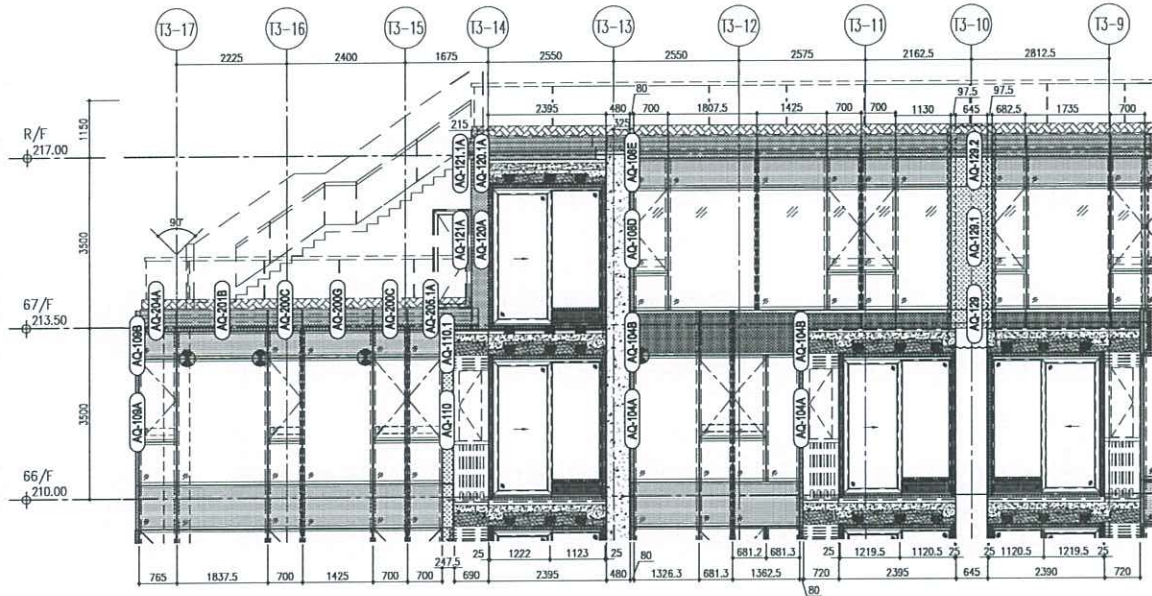 T3-17 T3-16 T3-15 T3-14 T3-13 T3-12 T3-11 T3-10 T3-9
2225 2400 1675 2550 2550 2575 2162.5 2812.5
80 97.5 97.5
2395 480 700 1807.5 1425 700 700 1130 645 682.5 1735 700
215 325
1150
R/F
217.00
AQ-121.1A AQ-120.1A AQ-108E AQ-129.2
90°
3500
AQ-121A AQ-120A AQ-108D AQ-129.1
67/F
213.50
AQ-204A AQ-201B AQ-200C AQ-200G AQ-200C AQ-206.1A AQ-129
AQ-109B AQ-110.1 AQ-104B AQ-104B
3500
AQ-109A AQ-110 AQ-104A AQ-104A
66/F
210.00
25 1222 1123 25 80 681.2 681.3 25 1219.5 1120.5 25 25 1120.5 1219.5 25
247.5
765 1837.5 700 1425 700 700 690 2395 480 1326.3 681.3 1362.5 720 2395 645 2390 720
80